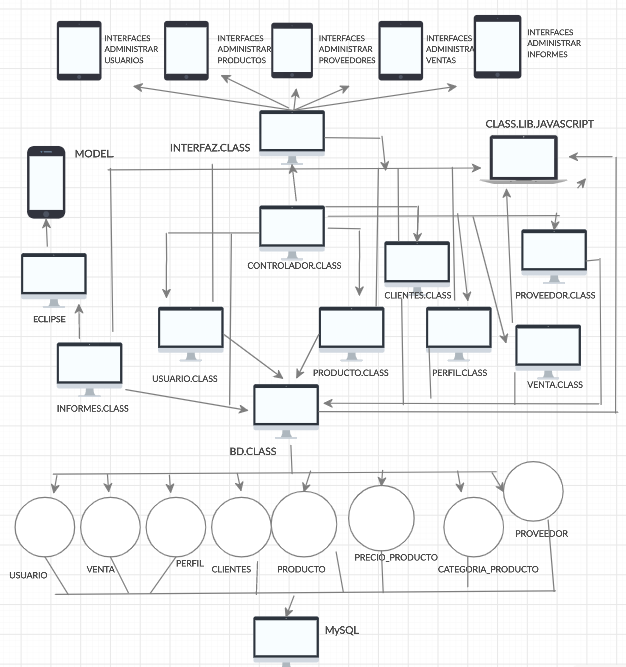 INTERFACES
ADMINISTRAR
USUARIOS
INTERFACES
ADMINISTRAR
PRODUCTOS
INTERFACES
ADMINISTRAR
PROVEEDORES
INTERFACES
ADMINISTRAR
VENTAS
INTERFACES
ADMINISTRAR
INFORMES
CLASS.LIB.JAVASCRIPT
INTERFAZ.CLASS
MODEL
CONTROLADOR.CLASS
CLIENTES.CLASS
PROVEEDOR.CLASS
ECLIPSE
USUARIO.CLASS
PRODUCTO.CLASS
PERFIL.CLASS
VENTA.CLASS
INFORMES.CLASS
BD.CLASS
USUARIO
VENTA
PERFIL
CLIENTES
PRODUCTO
PRECIO_PRODUCTO
CATEGORIA_PRODUCTO
PROVEEDOR
MySQL